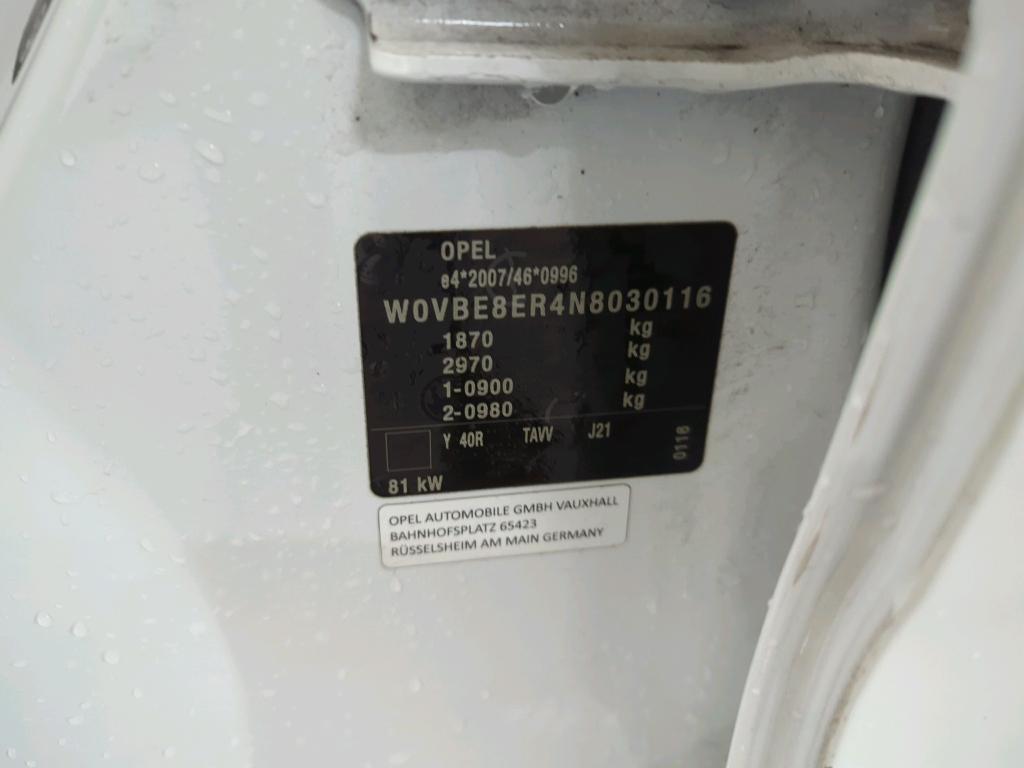 OPEL
e4*2007/46*0996
W0VBE8ER4N8030116
1870 kg
2970 kg
1-0900 kg
2-0980 kg
Y 40R TAVV J21
0116
81 kW
OPEL AUTOMOBILE GMBH VAUXHALL
BAHNHOFSPLATZ 65423
RÜSSELSHEIM AM MAIN GERMANY